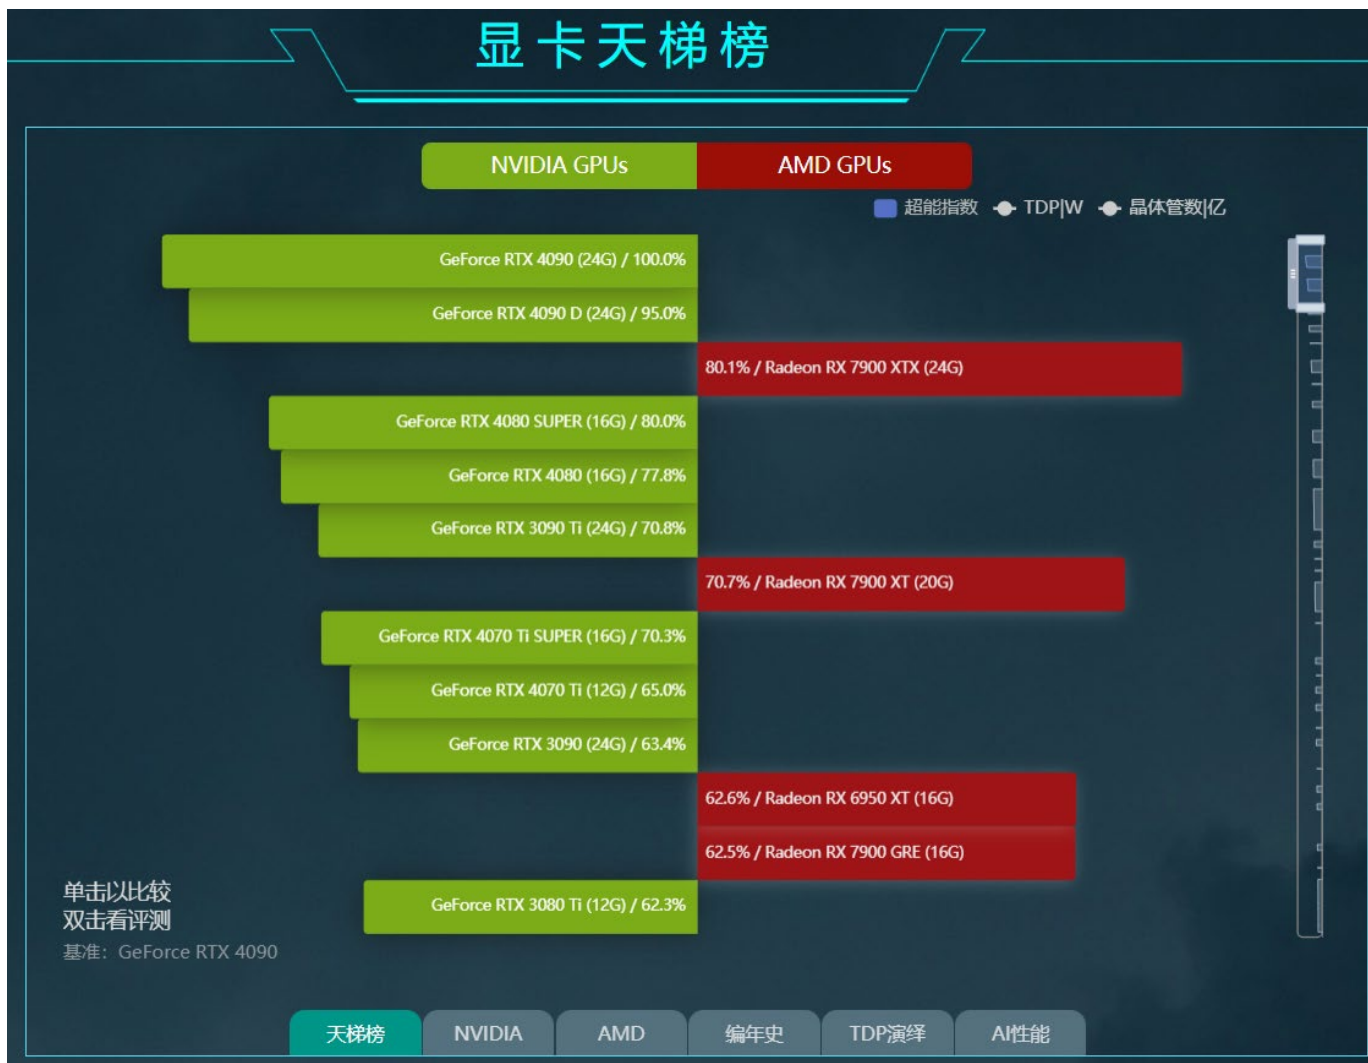 显卡天梯榜
NVIDIA GPUs
AMD GPUs
超能指数 TDP|W 晶体管数|亿
GeForce RTX 4090 (24G) / 100.0%
GeForce RTX 4090 D (24G) / 95.0%
80.1% / Radeon RX 7900 XTX (24G)
GeForce RTX 4080 SUPER (16G) / 80.0%
GeForce RTX 4080 (16G) / 77.8%
GeForce RTX 3090 Ti (24G) / 70.8%
70.7% / Radeon RX 7900 XT (20G)
GeForce RTX 4070 Ti SUPER (16G) / 70.3%
GeForce RTX 4070 Ti (12G) / 65.0%
GeForce RTX 3090 (24G) / 63.4%
62.6% / Radeon RX 6950 XT (16G)
62.5% / Radeon RX 7900 GRE (16G)
GeForce RTX 3080 Ti (12G) / 62.3%
单击以比较
双击看评测
基准：GeForce RTX 4090
天梯榜 NVIDIA AMD 编年史 TDP演绎 AI性能